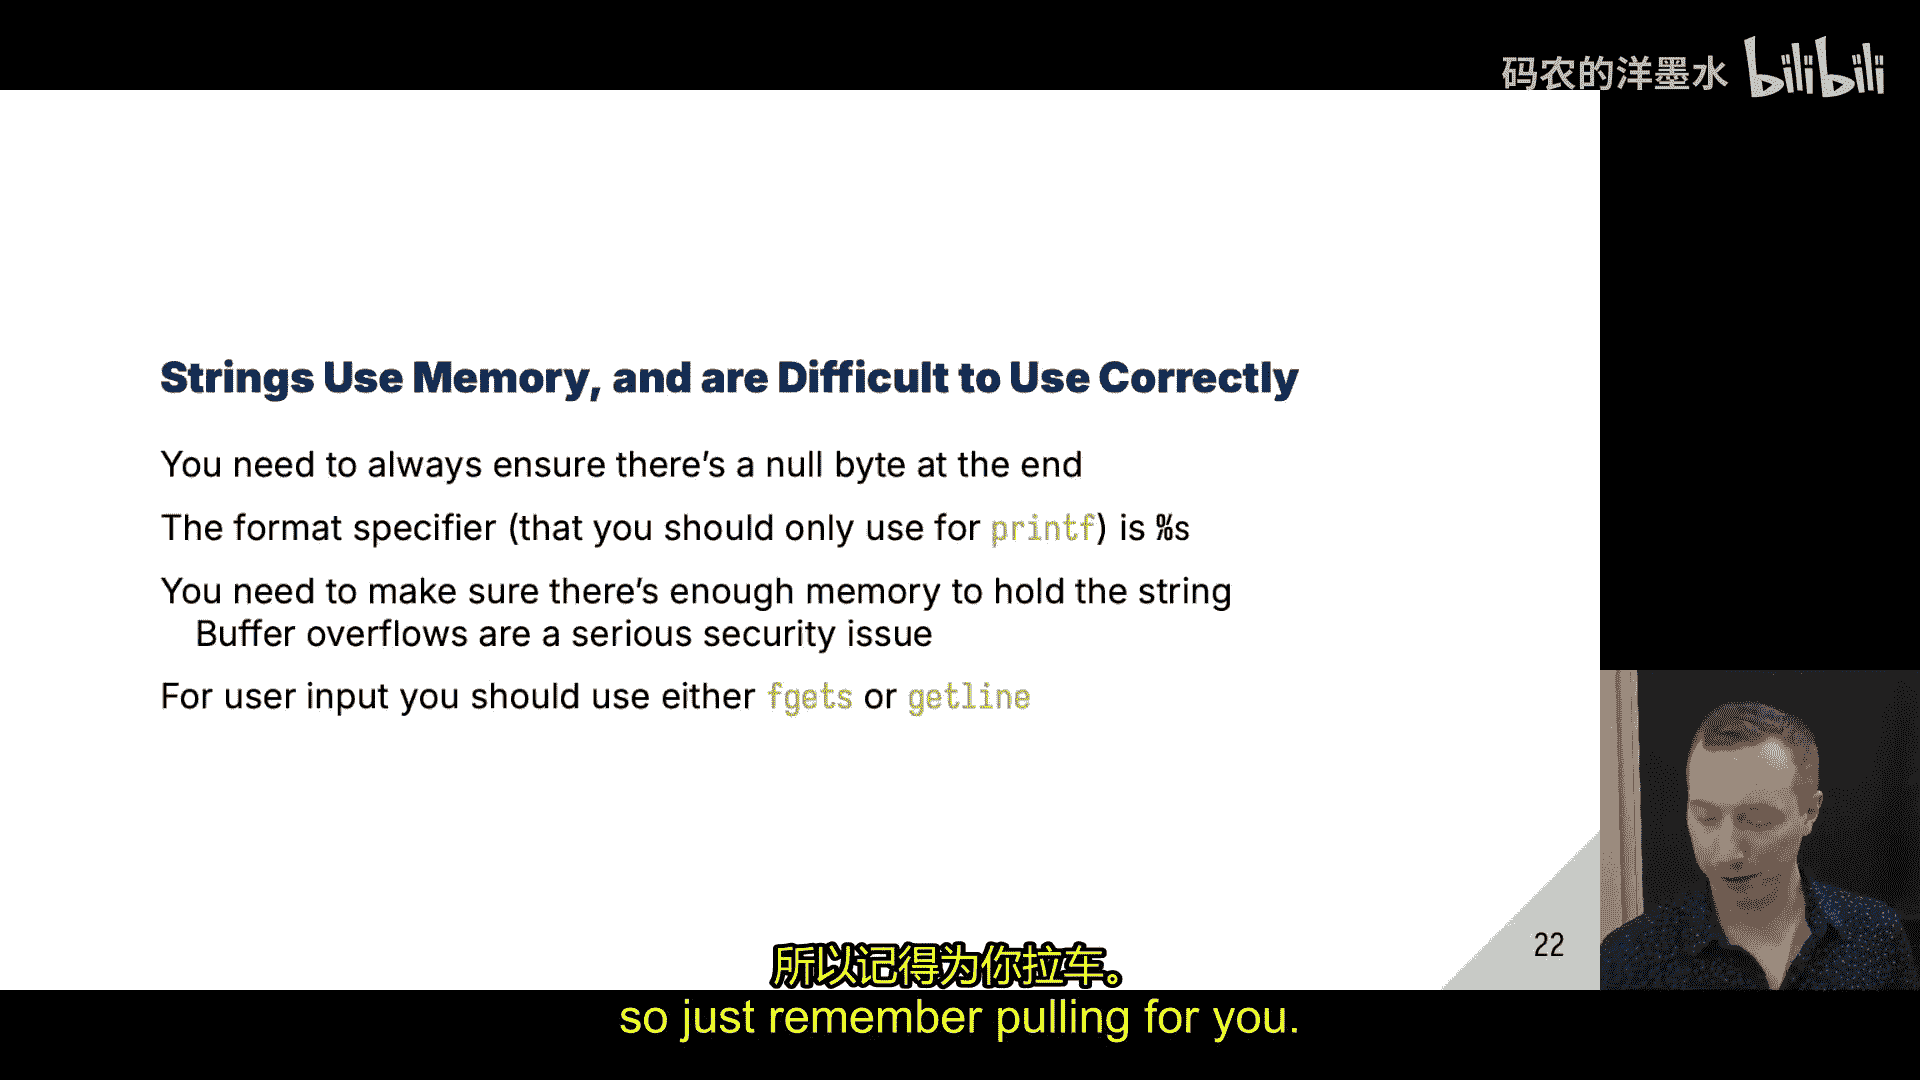 码农的洋墨水 bilibili
Strings Use Memory, and are Difficult to Use Correctly
You need to always ensure there’s a null byte at the end
The format specifier (that you should only use for printf) is %s
You need to make sure there’s enough memory to hold the string
Buffer overflows are a serious security issue
For user input you should use either fgets or getline
22
所以记得为你拉车。
so just remember pulling for you.